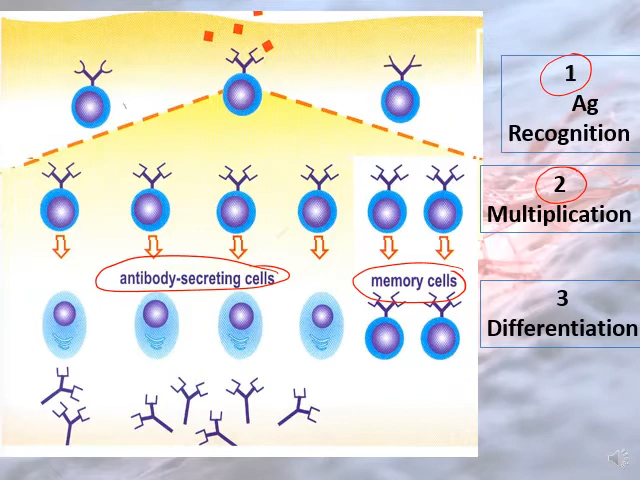 1
Ag
Recognition
2
Multiplication
antibody-secreting cells
memory cells
3
Differentiation